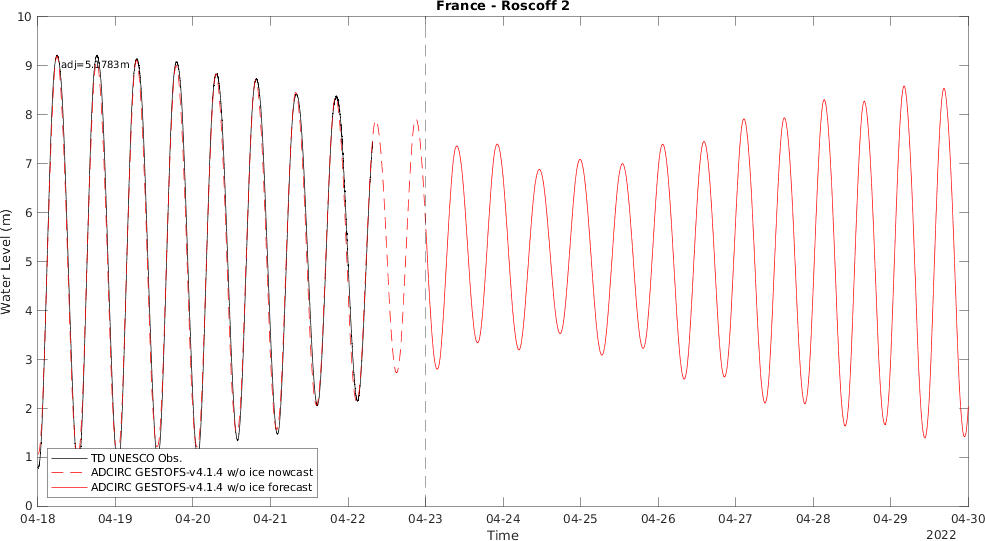 France - Roscoff 2
10
9
8
7
6
5
4
3
2
1
0
Water Level (m)
TD UNESCO Obs.
ADCIRC GESTOFS-v4.1.4 w/o ice nowcast
ADCIRC GESTOFS-v4.1.4 w/o ice forecast
04-18 04-19 04-20 04-21 04-22 04-23 04-24 04-25 04-26 04-27 04-28 04-29 04-30
Time
2022